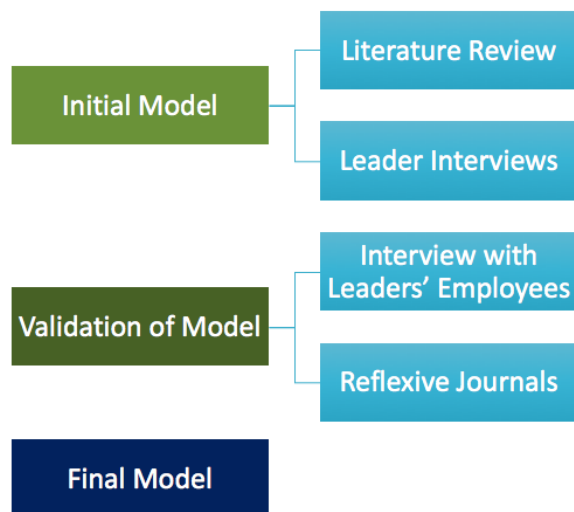 Literature Review
Initial Model
Leader Interviews
Interview with
Leaders’ Employees
Validation of Model
Reflexive Journals
Final Model